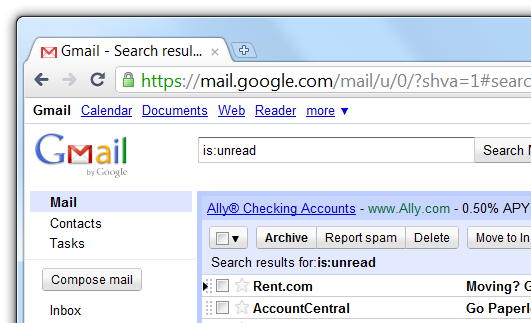 Gmail - Search resul...
https://mail.google.com/mail/u/0/?shva=1#searc
Gmail Calendar Documents Web Reader more ▼
Gmail
by Google
is:unread
Search M
Mail
Contacts
Tasks
Compose mail
Inbox
Ally® Checking Accounts - www.Ally.com - 0.50% APY
Archive Report spam Delete Move to In
Search results for:is:unread
Rent.com Moving? G
AccountCentral Go Paperl